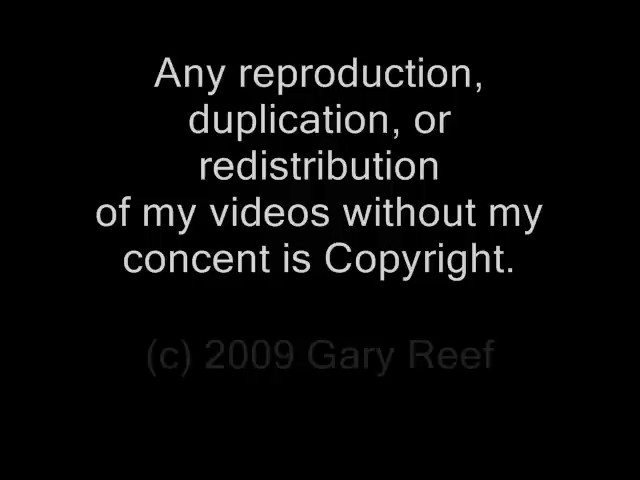 Any reproduction,
duplication, or
redistribution
of my videos without my
concent is Copyright.
(c) 2009 Gary Reef